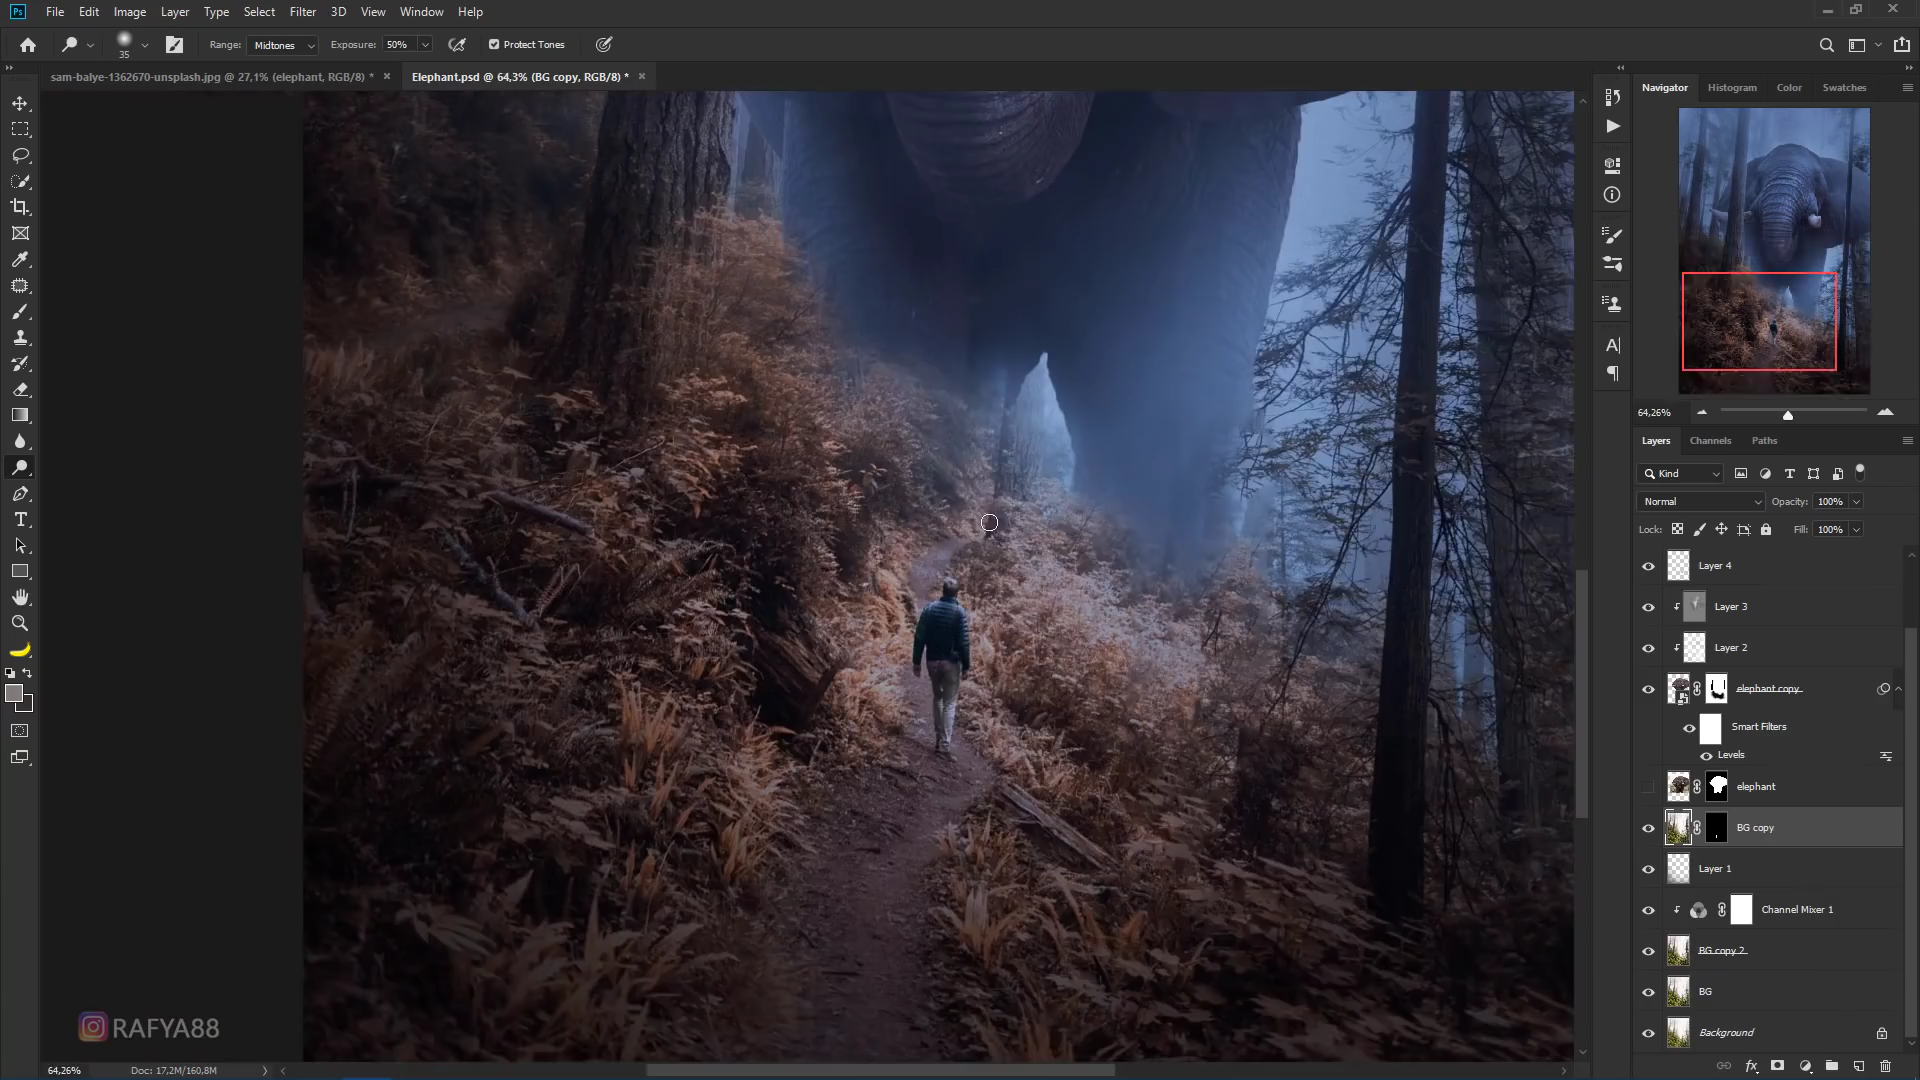 Ps File Edit Image Layer Type Select Filter 3D View Window Help
35 Range: Midtones Exposure: 50% Protect Tones
sam-balye-1362670-unsplash.jpg @ 27,1% (elephant, RGB/8) * × Elephant.psd @ 64,3% (BG copy, RGB/8) * ×
Navigator Histogram Color Swatches
64,26%
Layers Channels Paths
Kind
Normal Opacity: 100%
Lock: Fill: 100%
Layer 4
Layer 3
Layer 2
elephant copy
Smart Filters
Levels
elephant
BG copy
Layer 1
Channel Mixer 1
BG copy 2
BG
Background
RAFYA88
64,26% Doc: 17,2M/160,8M